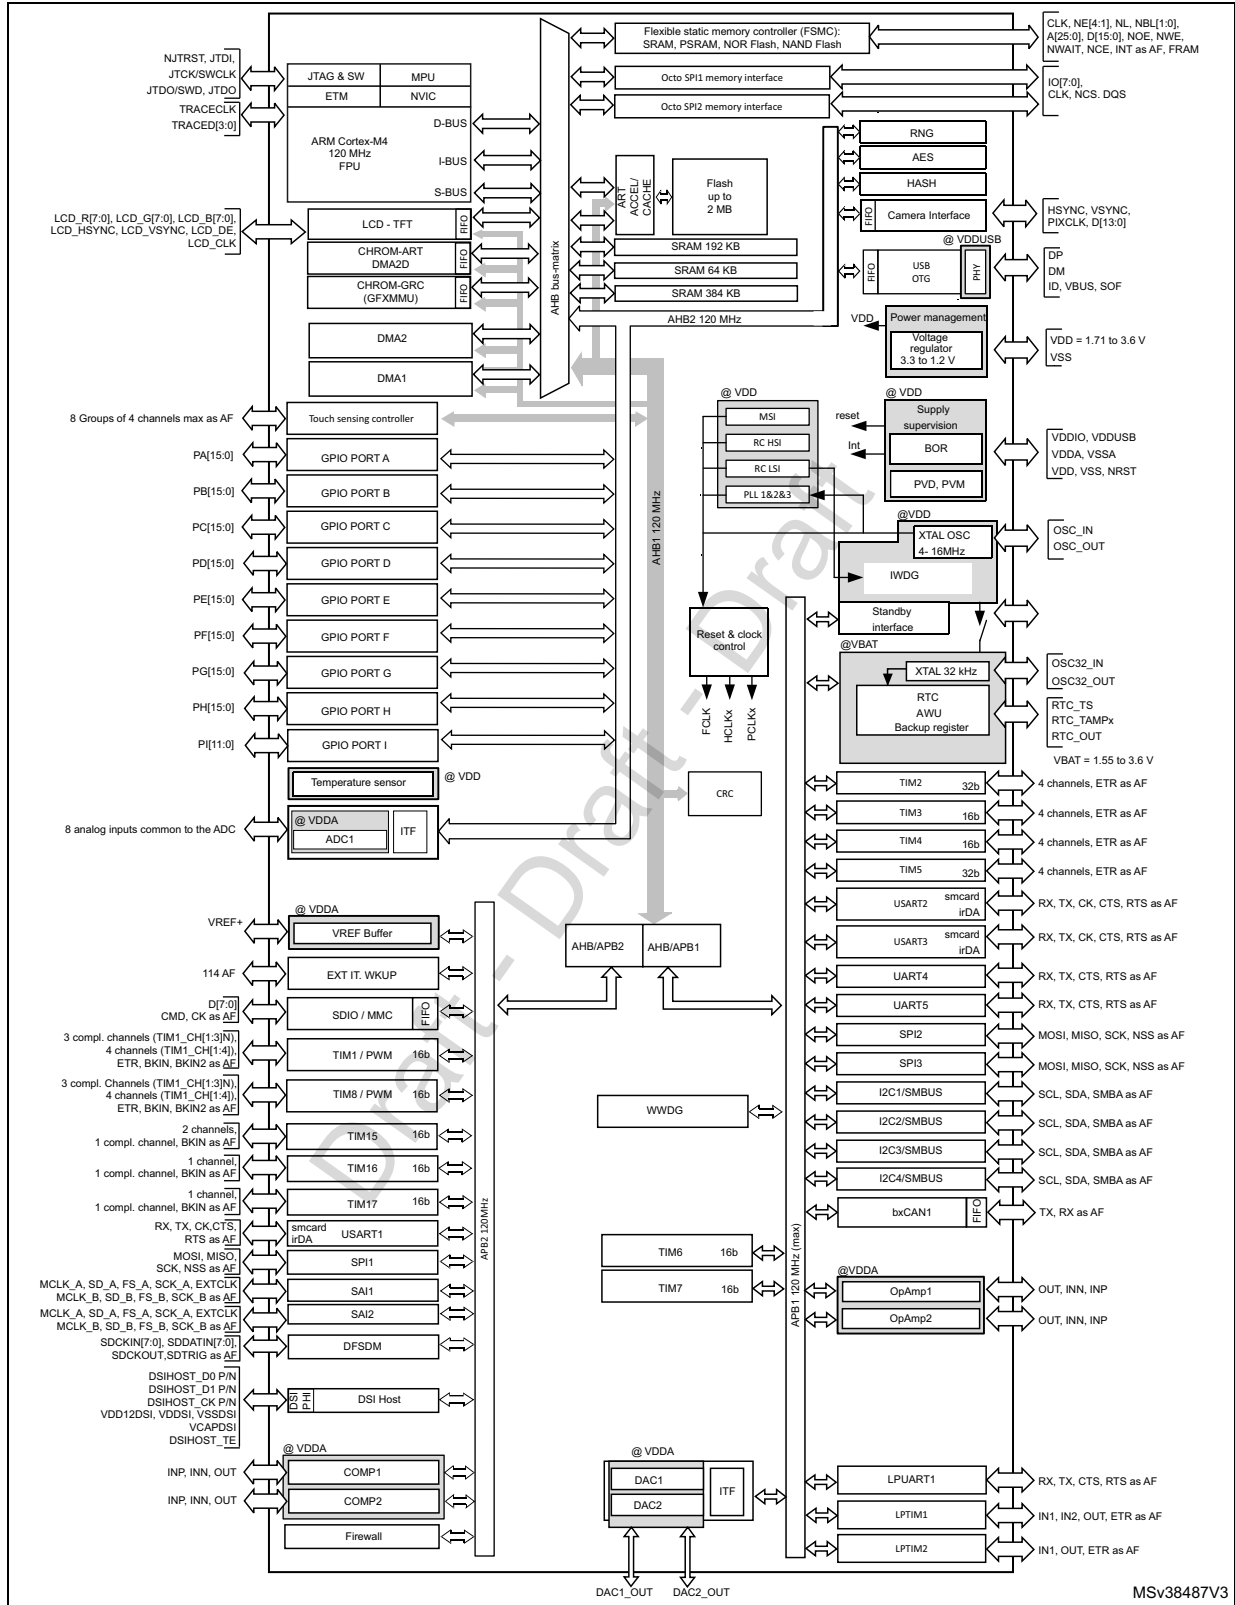 Flexible static memory controller (FSMC):
SRAM, PSRAM, NOR Flash, NAND Flash
CLK, NE[4:1], NL, NBL[1:0],
A[25:0], D[15:0], NOE, NWE,
NWAIT, NCE, INT as AF, FRAM
NJTRST, JTDI,
JTCK/SWCLK
JTDO/SWD, JTDO
TRACECLK
TRACED[3:0]
JTAG & SW
MPU
ETM
NVIC
D-BUS
ARM Cortex-M4
120 MHz
FPU
I-BUS
S-BUS
Octo SPI1 memory interface
Octo SPI2 memory interface
IO[7:0],
CLK, NCS. DQS
RNG
AES
HASH
FIFO
Camera Interface
HSYNC, VSYNC,
PIXCLK, D[13:0]
ART
ACCEL/
CACHE
Flash
up to
2 MB
LCD_R[7:0], LCD_G[7:0], LCD_B[7:0],
LCD_HSYNC, LCD_VSYNC, LCD_DE,
LCD_CLK
LCD - TFT
FIFO
CHROM-ART
DMA2D
FIFO
CHROM-GRC
(GFXMMU)
FIFO
DMA2
DMA1
AHB bus-matrix
SRAM 192 KB
SRAM 64 KB
SRAM 384 KB
AHB2 120 MHz
@ VDDUSB
FIFO
USB
OTG
PHY
DP
DM
ID, VBUS, SOF
VDD
Power management
Voltage
regulator
3.3 to 1.2 V
VDD = 1.71 to 3.6 V
VSS
8 Groups of 4 channels max as AF
Touch sensing controller
PA[15:0]
GPIO PORT A
PB[15:0]
GPIO PORT B
PC[15:0]
GPIO PORT C
PD[15:0]
GPIO PORT D
PE[15:0]
GPIO PORT E
PF[15:0]
GPIO PORT F
PG[15:0]
GPIO PORT G
PH[15:0]
GPIO PORT H
PI[11:0]
GPIO PORT I
Temperature sensor
@ VDD
8 analog inputs common to the ADC
@ VDDA
ADC1
ITF
AHB1 120 MHz
@ VDD
MSI
RC HSI
RC LSI
PLL 1&2&3
@ VDD
reset
Int
Supply
supervision
BOR
PVD, PVM
VDDIO, VDDUSB
VDDA, VSSA
VDD, VSS, NRST
@VDD
XTAL OSC
4- 16MHz
IWDG
OSC_IN
OSC_OUT
Standby
interface
Reset & clock
control
FCLK
HCLKx
PCLKx
@VBAT
XTAL 32 kHz
RTC
AWU
Backup register
OSC32_IN
OSC32_OUT
RTC_TS
RTC_TAMPx
RTC_OUT
VBAT = 1.55 to 3.6 V
CRC
TIM2
32b
4 channels, ETR as AF
TIM3
16b
4 channels, ETR as AF
TIM4
16b
4 channels, ETR as AF
TIM5
32b
4 channels, ETR as AF
USART2
smcard
irDA
RX, TX, CK, CTS, RTS as AF
USART3
smcard
irDA
RX, TX, CK, CTS, RTS as AF
UART4
RX, TX, CTS, RTS as AF
UART5
RX, TX, CTS, RTS as AF
SPI2
MOSI, MISO, SCK, NSS as AF
SPI3
MOSI, MISO, SCK, NSS as AF
I2C1/SMBUS
SCL, SDA, SMBA as AF
I2C2/SMBUS
SCL, SDA, SMBA as AF
I2C3/SMBUS
SCL, SDA, SMBA as AF
I2C4/SMBUS
SCL, SDA, SMBA as AF
bxCAN1
FIFO
TX, RX as AF
AHB/APB2
AHB/APB1
WWDG
TIM6
16b
TIM7
16b
APB1 120 MHz (max)
@VDDA
OpAmp1
OUT, INN, INP
OpAmp2
OUT, INN, INP
VREF+
@ VDDA
VREF Buffer
114 AF
EXT IT. WKUP
D[7:0]
CMD, CK as AF
SDIO / MMC
FIFO
3 compl. channels (TIM1_CH[1:3]N),
4 channels (TIM1_CH[1:4]),
ETR, BKIN, BKIN2 as AF
TIM1 / PWM
16b
3 compl. Channels (TIM1_CH[1:3]N),
4 channels (TIM1_CH[1:4]),
ETR, BKIN, BKIN2 as AF
TIM8 / PWM
16b
2 channels,
1 compl. channel, BKIN as AF
TIM15
16b
1 channel,
1 compl. channel, BKIN as AF
TIM16
16b
1 channel,
1 compl. channel, BKIN as AF
TIM17
16b
RX, TX, CK,CTS,
RTS as AF
smcard
irDA
USART1
MOSI, MISO,
SCK, NSS as AF
SPI1
MCLK_A, SD_A, FS_A, SCK_A, EXTCLK
MCLK_B, SD_B, FS_B, SCK_B as AF
SAI1
MCLK_A, SD_A, FS_A, SCK_A, EXTCLK
MCLK_B, SD_B, FS_B, SCK_B as AF
SAI2
SDCKIN[7:0], SDDATIN[7:0],
SDCKOUT,SDTRIG as AF
DFSDM
APB2 120MHz
DSIHOST_D0 P/N
DSIHOST_D1 P/N
DSIHOST_CK P/N
VDD12DSI, VDDSI, VSSDSI
VCAPDSI
DSIHOST_TE
DSI
PHI
DSI Host
@ VDDA
INP, INN, OUT
COMP1
INP, INN, OUT
COMP2
Firewall
@ VDDA
DAC1
DAC2
ITF
DAC1_OUT
DAC2_OUT
LPUART1
RX, TX, CTS, RTS as AF
LPTIM1
IN1, IN2, OUT, ETR as AF
LPTIM2
IN1, OUT, ETR as AF
Draft - Draft - Draft
MSv38487V3